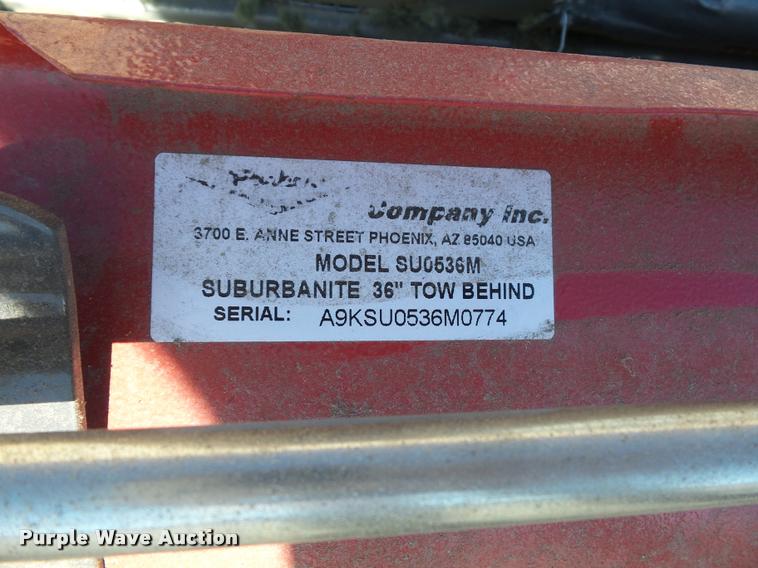 Company Inc.
3700 E. ANNE STREET PHOENIX, AZ 85040 USA
MODEL SU0536M
SUBURBANITE 36" TOW BEHIND
SERIAL: A9KSU0536M0774
Purple Wave Auction